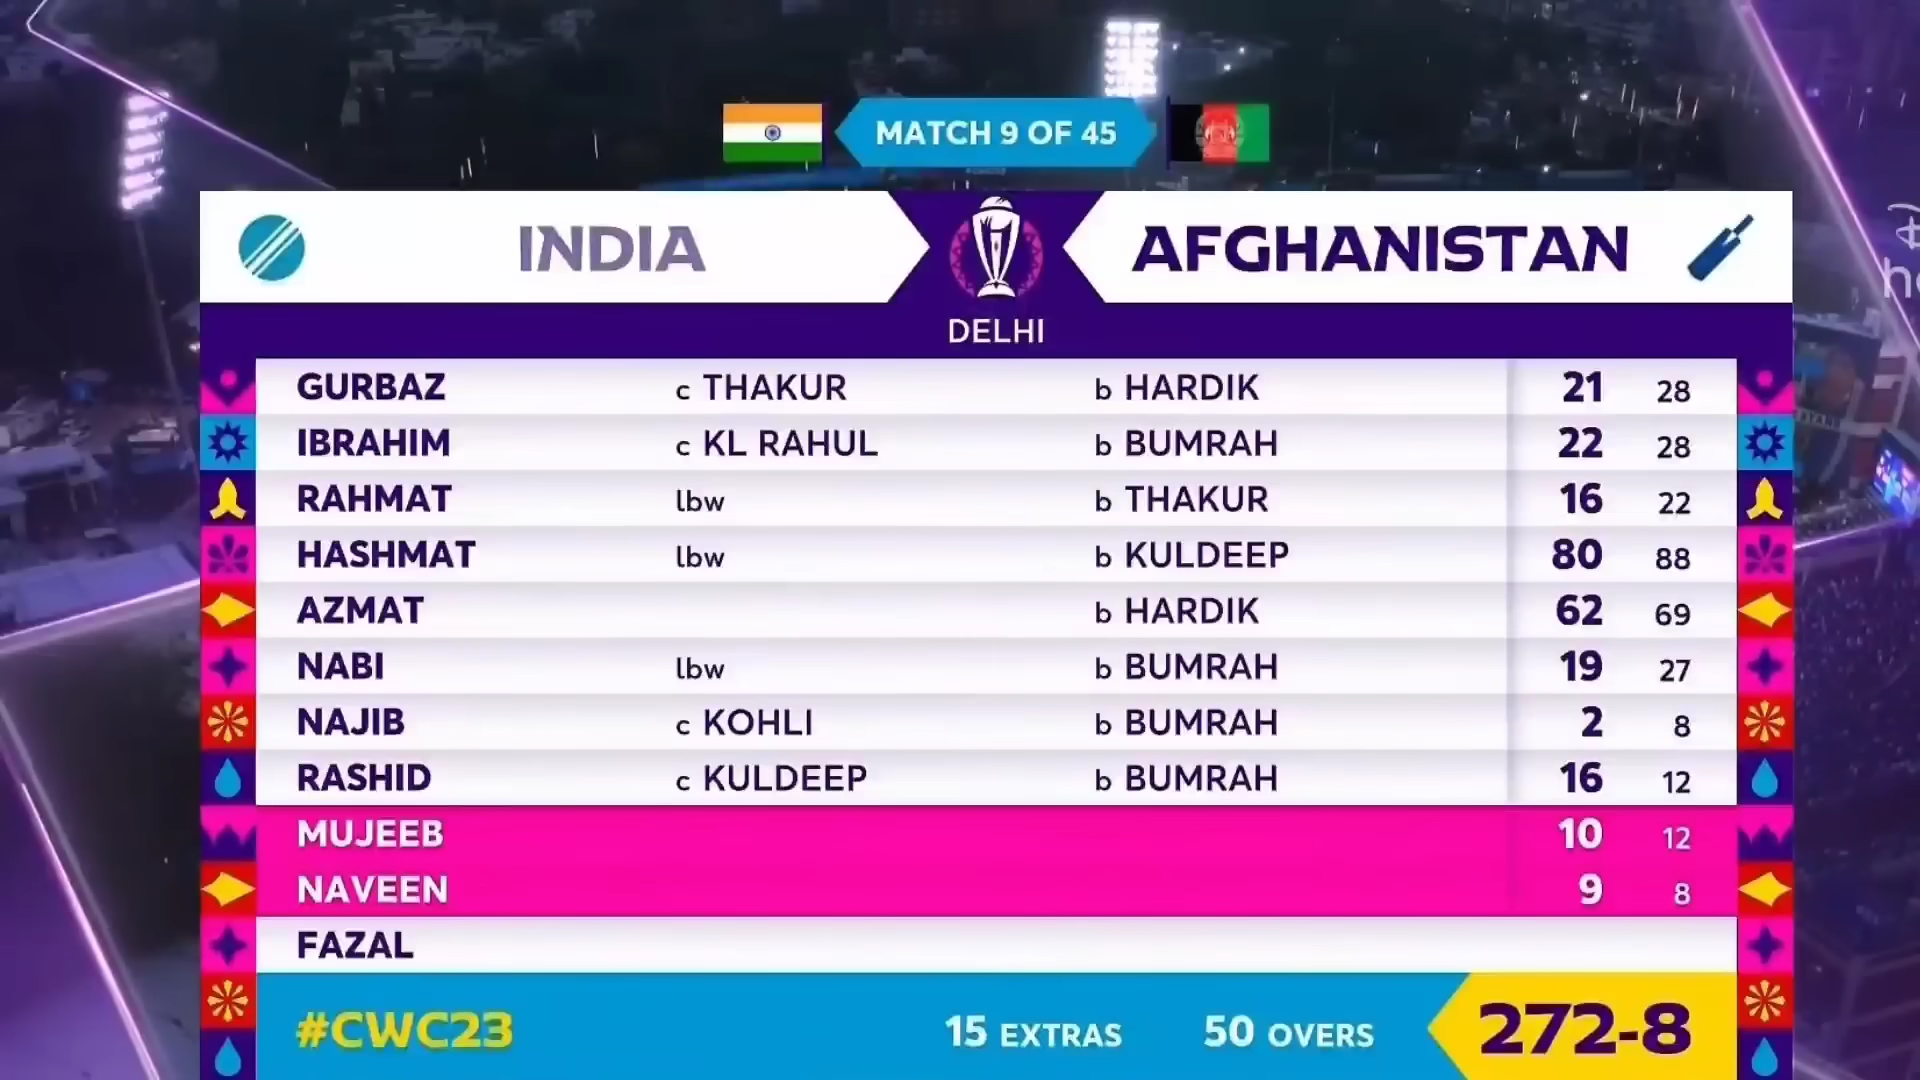 MATCH 9 OF 45
INDIA AFGHANISTAN
DELHI
GURBAZ c THAKUR b HARDIK 21 28
IBRAHIM c KL RAHUL b BUMRAH 22 28
RAHMAT lbw b THAKUR 16 22
HASHMAT lbw b KULDEEP 80 88
AZMAT b HARDIK 62 69
NABI lbw b BUMRAH 19 27
NAJIB c KOHLI b BUMRAH 2 8
RASHID c KULDEEP b BUMRAH 16 12
MUJEEB 10 12
NAVEEN 9 8
FAZAL
#CWC23 15 EXTRAS 50 OVERS 272-8